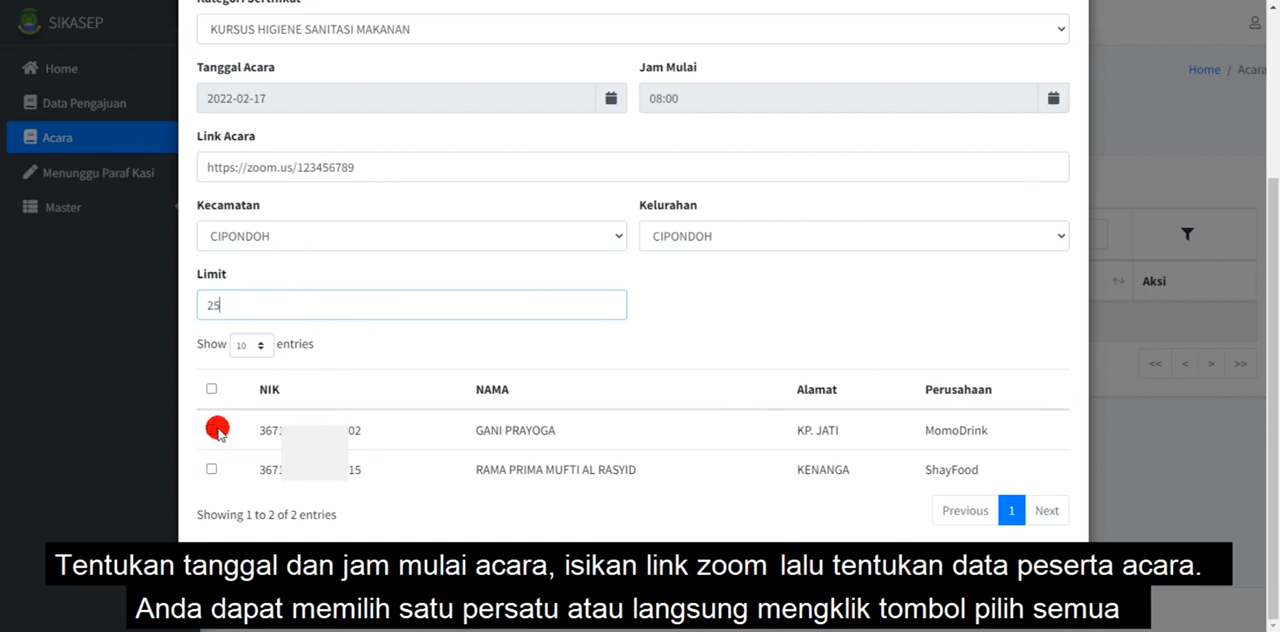 SIKASEP
Home
Data Pengajuan
Acara
Menunggu Paraf Kasi
Master
KURSUS HIGIENE SANITASI MAKANAN
Tanggal Acara Jam Mulai
2022-02-17 08:00
Link Acara
https://zoom.us/123456789
Kecamatan Kelurahan
CIPONDOH CIPONDOH
Limit
25
Show 10 entries
NIK NAMA Alamat Perusahaan
3671 02 GANI PRAYOGA KP. JATI MomoDrink
3671 15 RAMA PRIMA MUFTI AL RASYID KENANGA ShayFood
Showing 1 to 2 of 2 entries
Previous 1 Next
Home / Acara
Aksi
<< < > >>
Tentukan tanggal dan jam mulai acara, isikan link zoom lalu tentukan data peserta acara.
Anda dapat memilih satu persatu atau langsung mengklik tombol pilih semua